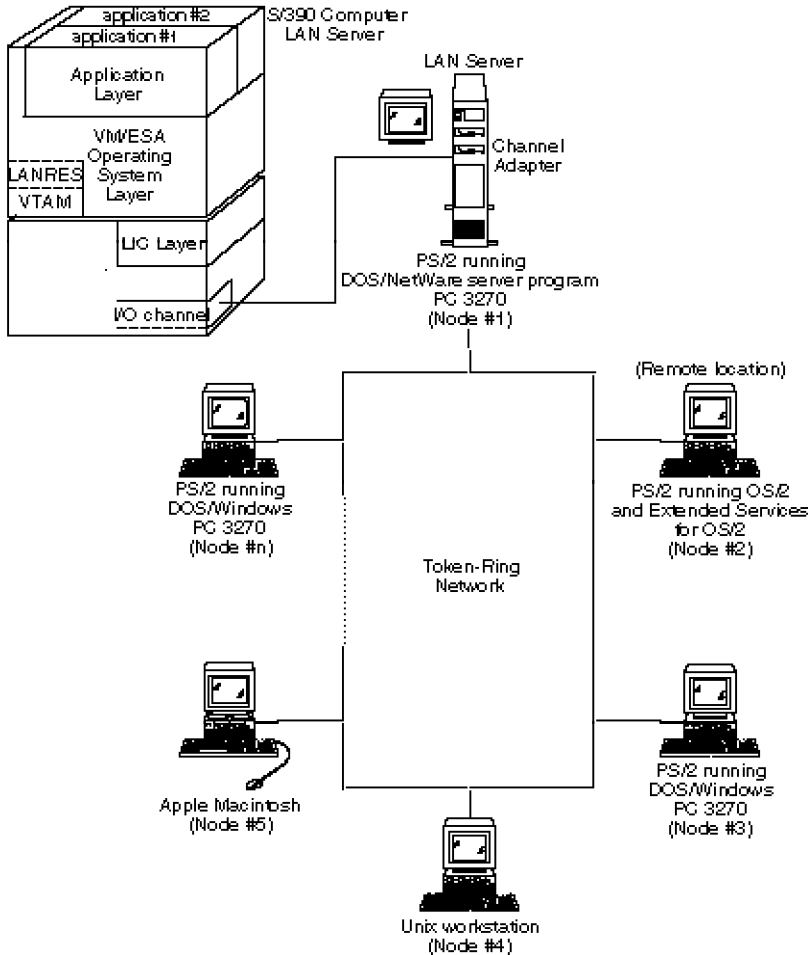 application #2
application #1
S/390 Computer
LAN Server
Application
Layer
VM/ESA
Operating
System
Layer
LANRES
VTAM
LIC Layer
I/O channel
LAN Server
Channel
Adapter
PS/2 running
DOS/NetWare server program
PC 3270
(Node #1)
(Remote location)
PS/2 running
DOS/Windows
PC 3270
(Node #n)
PS/2 running OS/2
and Extended Services
for OS/2
(Node #2)
Token-Ring
Network
Apple Macintosh
(Node #5)
PS/2 running
DOS/Windows
PC 3270
(Node #3)
Unix workstation
(Node #4)